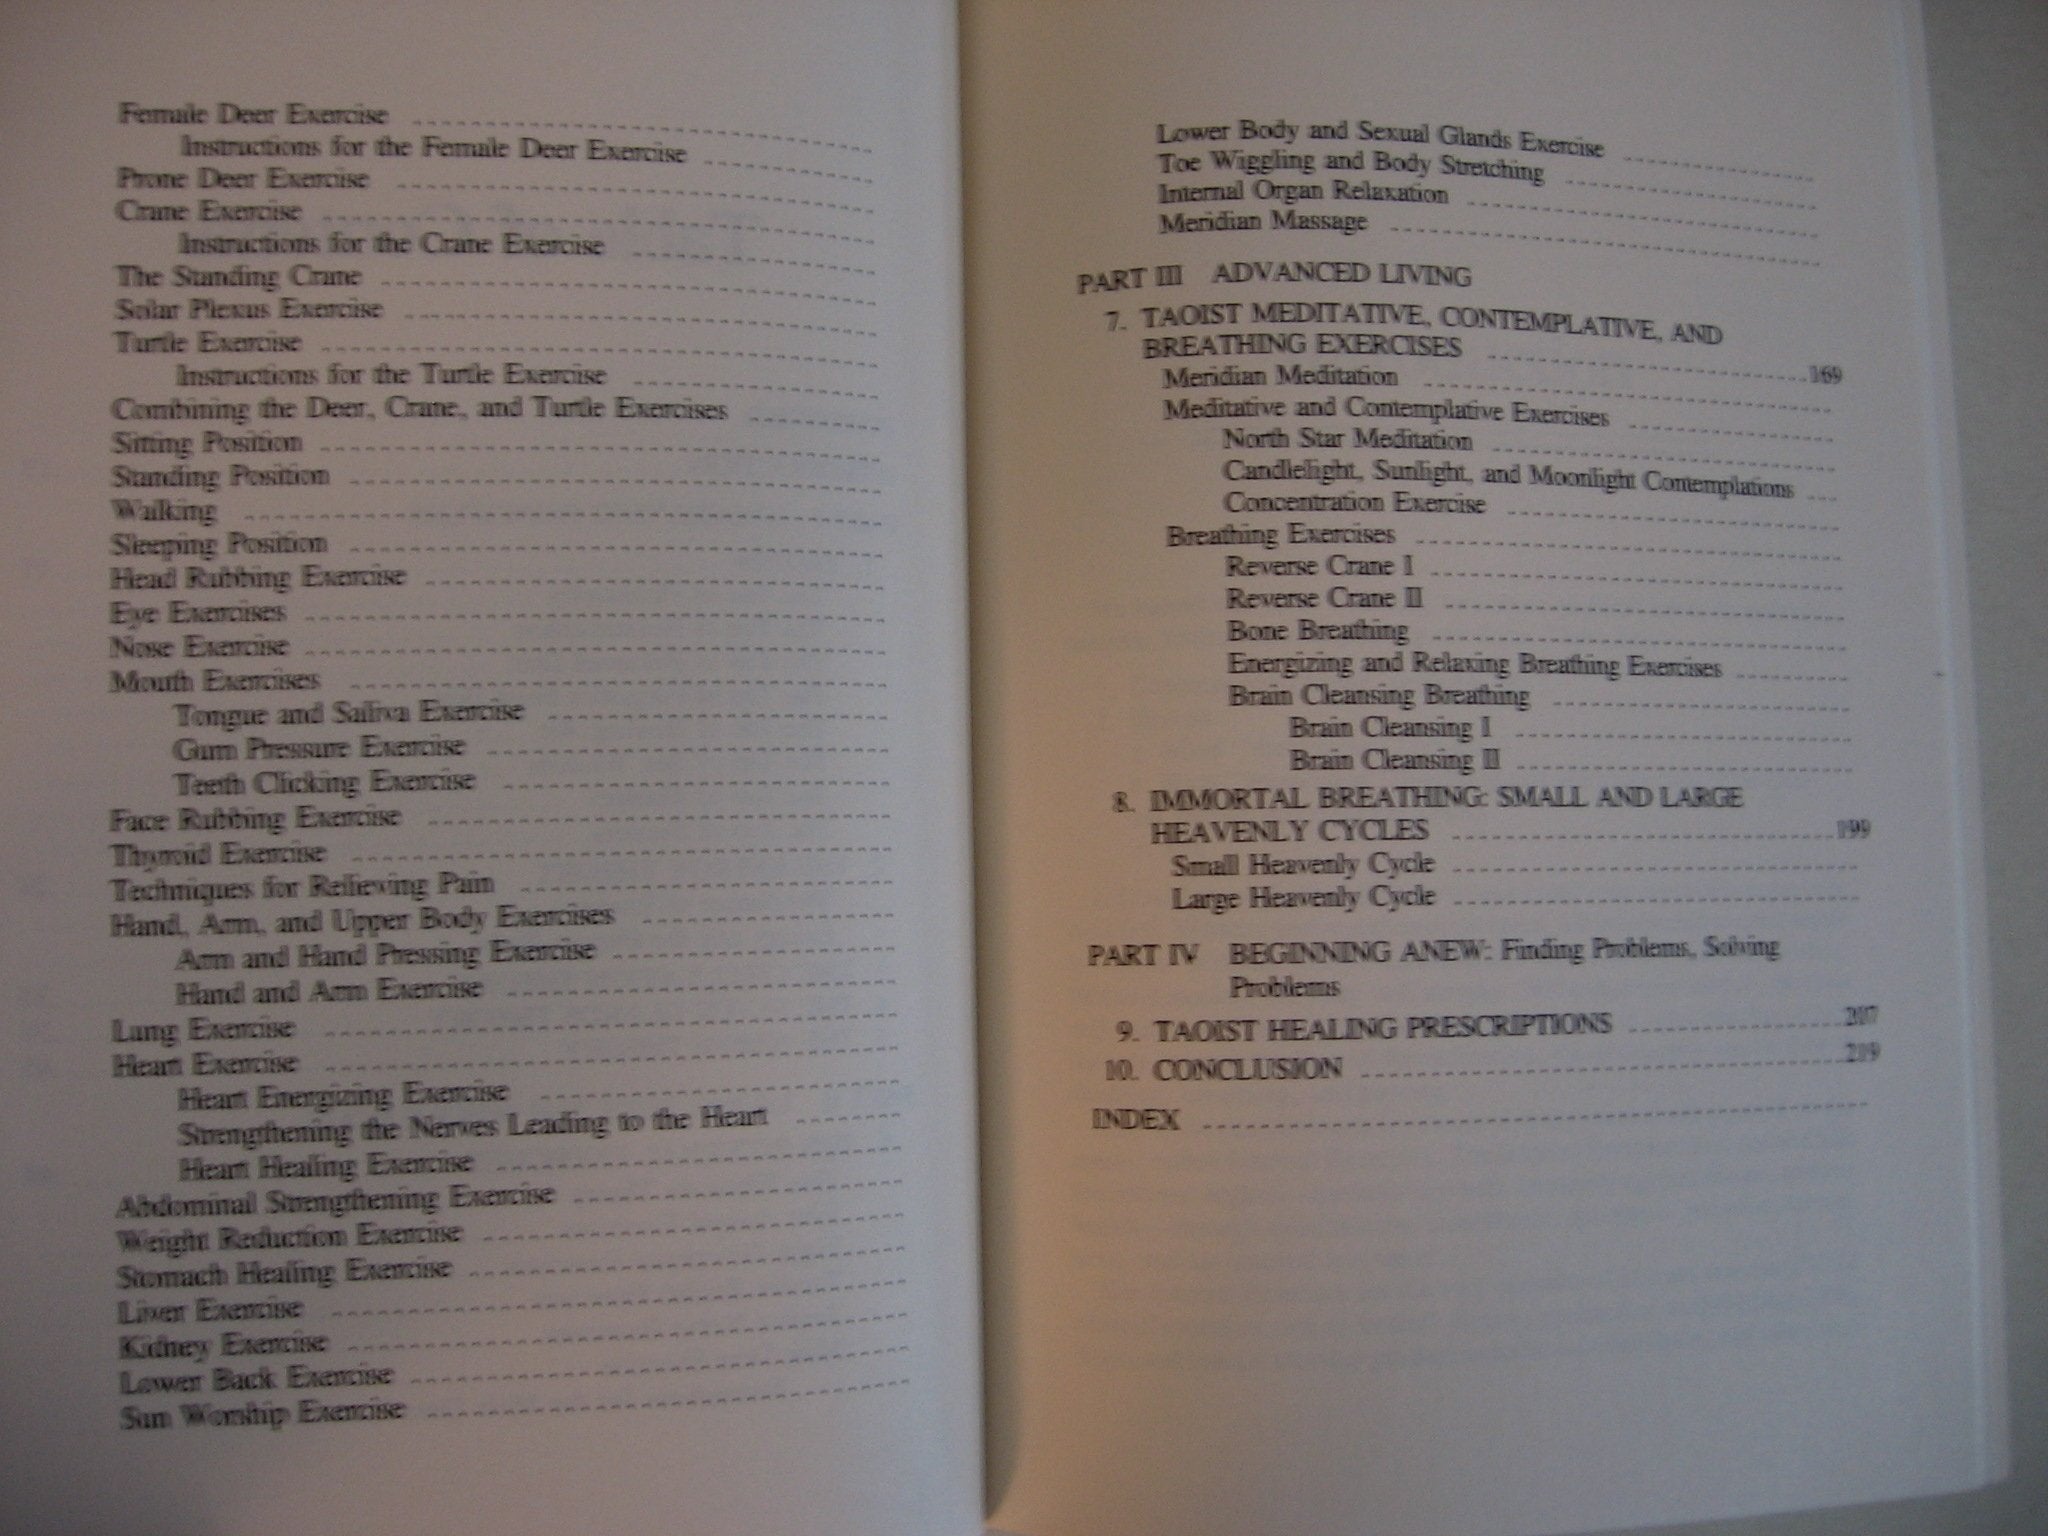 Female Deer Exercise
Instructions for the Female Deer Exercise
Prone Deer Exercise
Crane Exercise
Instructions for the Crane Exercise
The Standing Crane
Solar Plexus Exercise
Turtle Exercise
Instructions for the Turtle Exercise
Combining the Deer, Crane, and Turtle Exercises
Sitting Position
Standing Position
Walking
Sleeping Position
Head Rubbing Exercise
Eye Exercises
Nose Exercise
Mouth Exercises
Tongue and Saliva Exercise
Gum Pressure Exercise
Teeth Clicking Exercise
Face Rubbing Exercise
Thyroid Exercise
Techniques for Relieving Pain
Hand, Arm, and Upper Body Exercises
Arm and Hand Pressing Exercise
Hand and Arm Exercise
Lung Exercise
Heart Exercise
Heart Energizing Exercise
Strengthening the Nerves Leading to the Heart
Heart Healing Exercise
Abdominal Strengthening Exercise
Weight Reduction Exercise
Stomach Healing Exercise
Liver Exercise
Kidney Exercise
Lower Back Exercise
Sun Worship Exercise
Lower Body and Sexual Glands Exercise
Toe Wiggling and Body Stretching
Internal Organ Relaxation
Meridian Massage
PART III ADVANCED LIVING
7. TAOIST MEDITATIVE, CONTEMPLATIVE, AND
BREATHING EXERCISES 169
Meridian Meditation
Meditative and Contemplative Exercises
North Star Meditation
Candlelight, Sunlight, and Moonlight Contemplations
Concentration Exercise
Breathing Exercises
Reverse Crane I
Reverse Crane II
Bone Breathing
Energizing and Relaxing Breathing Exercises
Brain Cleansing Breathing
Brain Cleansing I
Brain Cleansing II
8. IMMORTAL BREATHING: SMALL AND LARGE
HEAVENLY CYCLES 199
Small Heavenly Cycle
Large Heavenly Cycle
PART IV BEGINNING ANEW: Finding Problems, Solving
Problems
9. TAOIST HEALING PRESCRIPTIONS 207
10. CONCLUSION 219
INDEX